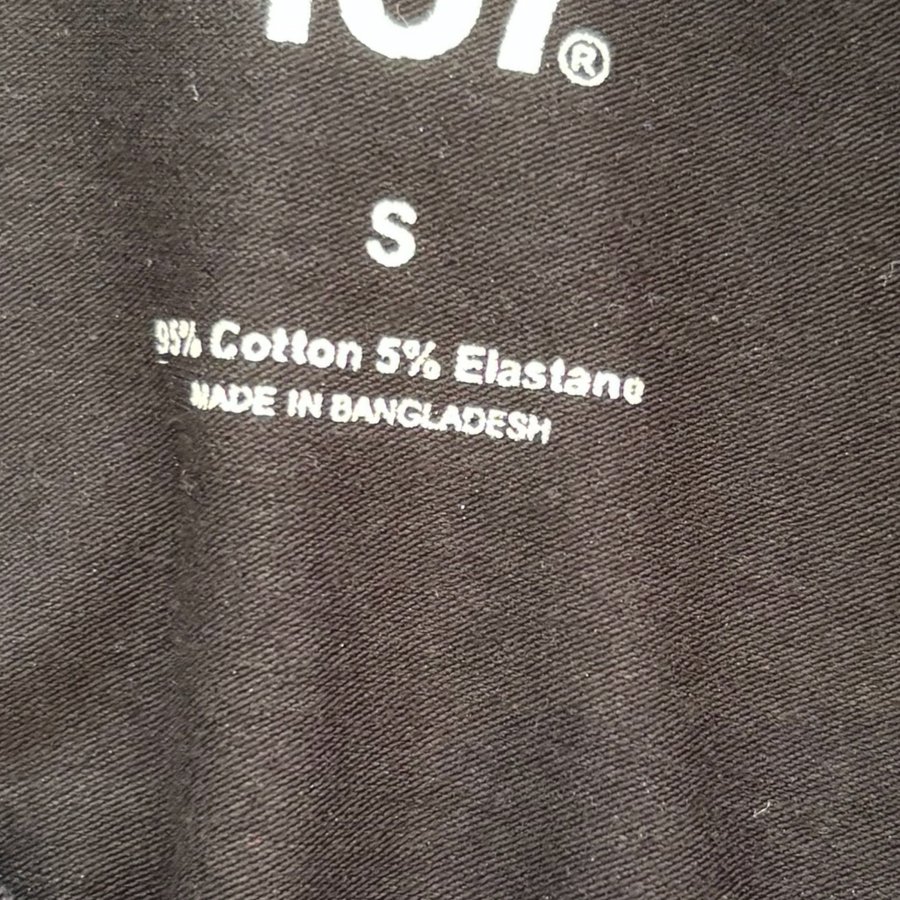 ®
S
95% Cotton 5% Elastane
MADE IN BANGLADESH